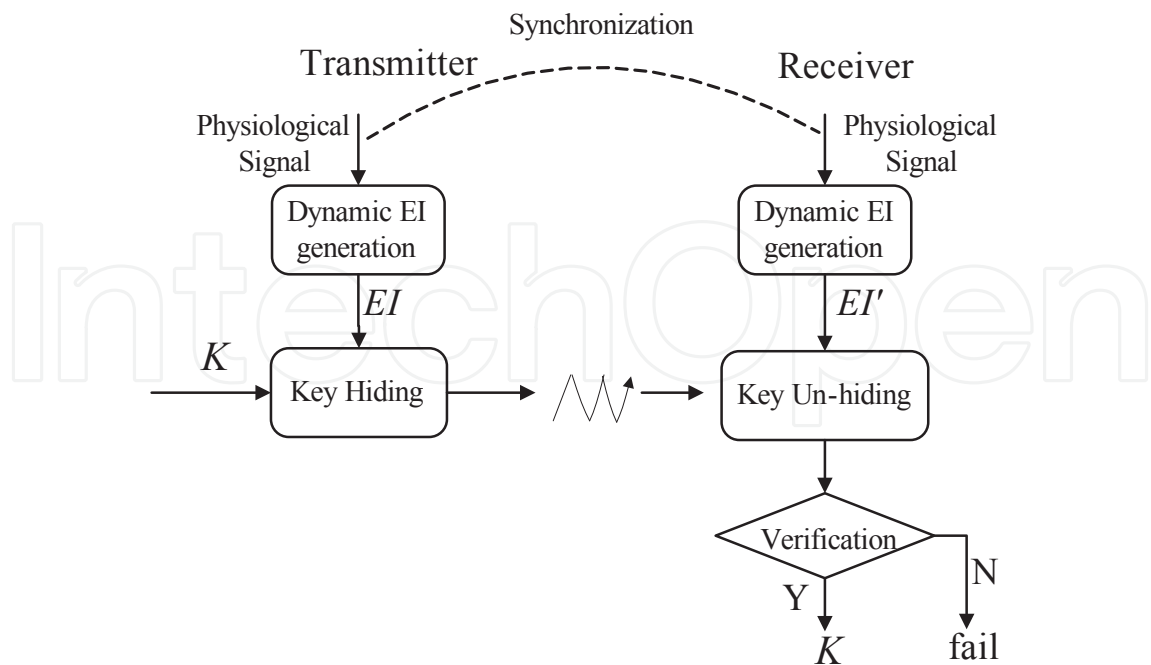 Synchronization
Transmitter
Receiver
Physiological
Signal
Physiological
Signal
Dynamic EI
generation
Dynamic EI
generation
EI
EI'
K
Key Hiding
Key Un-hiding
Verification
Y
N
K
fail
IntechOpen